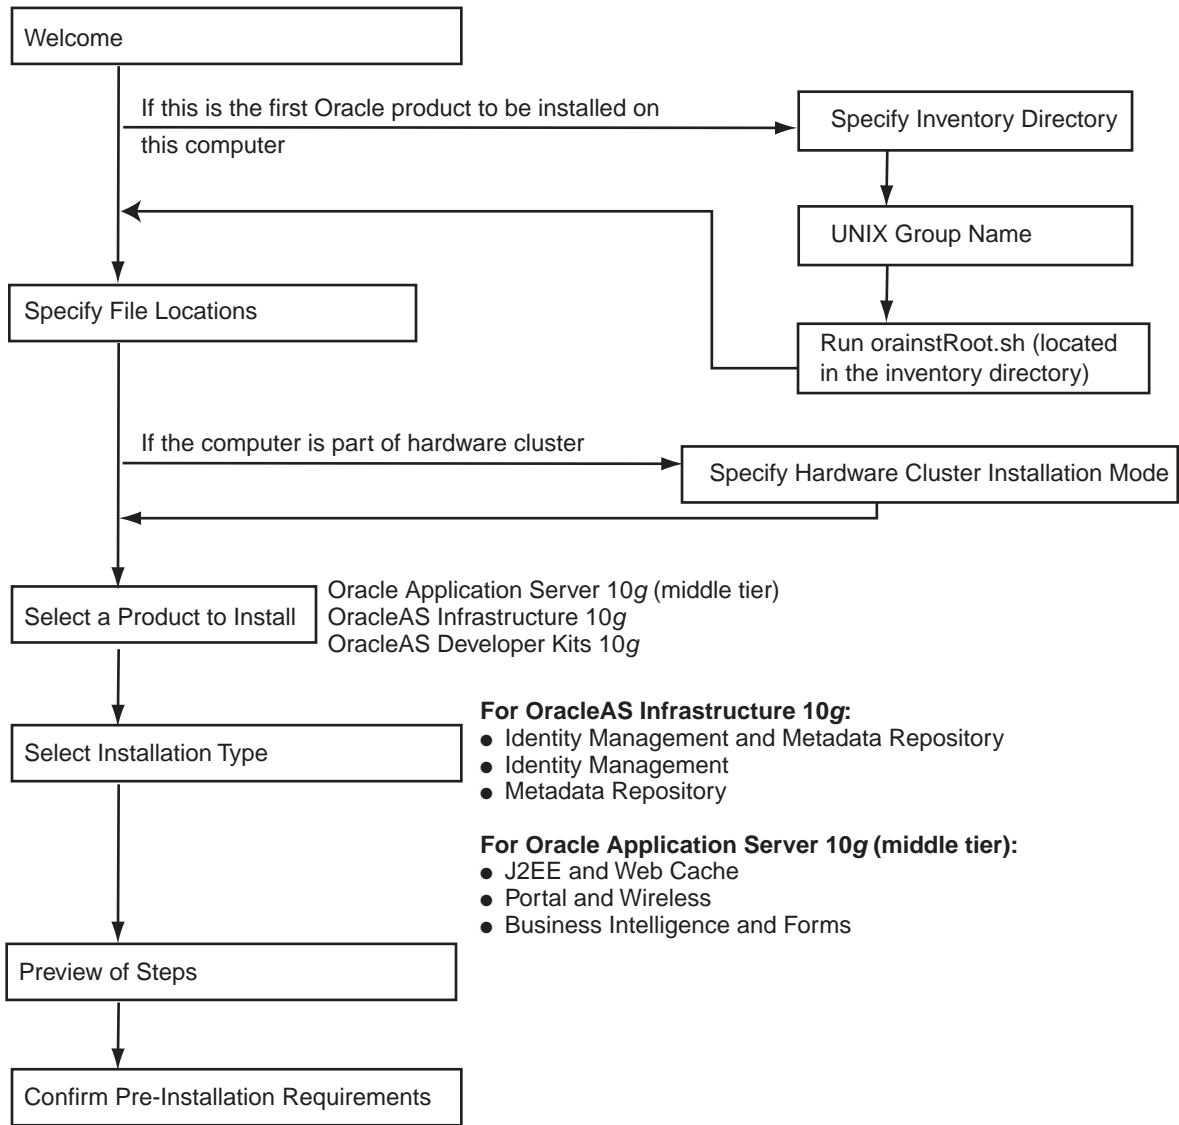 Welcome
If this is the first Oracle product to be installed on
this computer
Specify Inventory Directory
UNIX Group Name
Run orainstRoot.sh (located
in the inventory directory)
Specify File Locations
If the computer is part of hardware cluster
Specify Hardware Cluster Installation Mode
Select a Product to Install
Oracle Application Server 10g (middle tier)
OracleAS Infrastructure 10g
OracleAS Developer Kits 10g
Select Installation Type
For OracleAS Infrastructure 10g:
● Identity Management and Metadata Repository
● Identity Management
● Metadata Repository
For Oracle Application Server 10g (middle tier):
● J2EE and Web Cache
● Portal and Wireless
● Business Intelligence and Forms
Preview of Steps
Confirm Pre-Installation Requirements